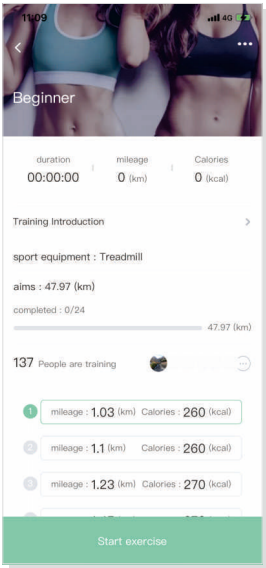 11:09 4G
Beginner
duration mileage Calories
00:00:00 0 (km) 0 (kcal)
Training Introduction
sport equipment : Treadmill
aims : 47.97 (km)
completed : 0/24
47.97 (km)
137 People are training
1 mileage : 1.03 (km) Calories : 260 (kcal)
2 mileage : 1.1 (km) Calories : 260 (kcal)
3 mileage : 1.23 (km) Calories : 270 (kcal)
Start exercise